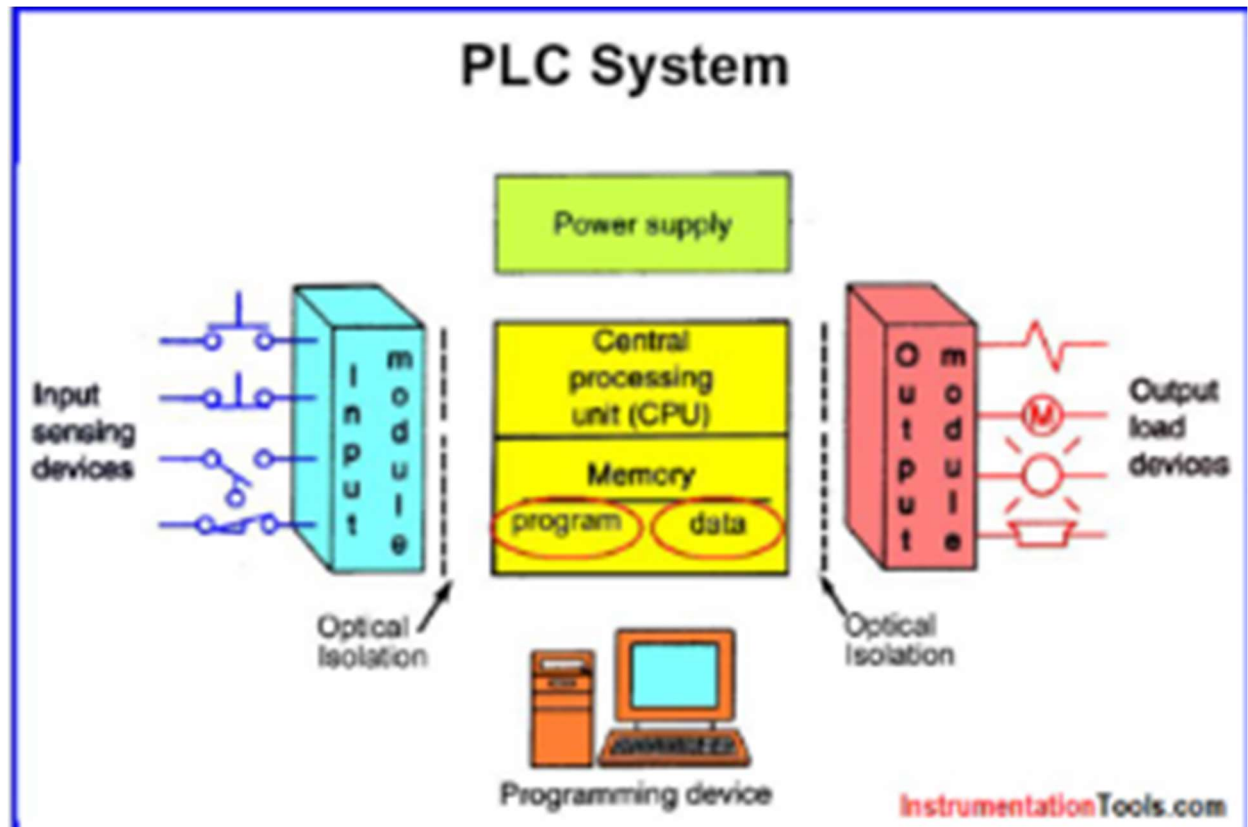 PLC System
Power supply
Input
sensing
devices
Input
module
Central
processing
unit (CPU)
Memory
program
data
Output
module
M
Output
load
devices
Optical
Isolation
Optical
Isolation
Programming device
InstrumentationTools.com